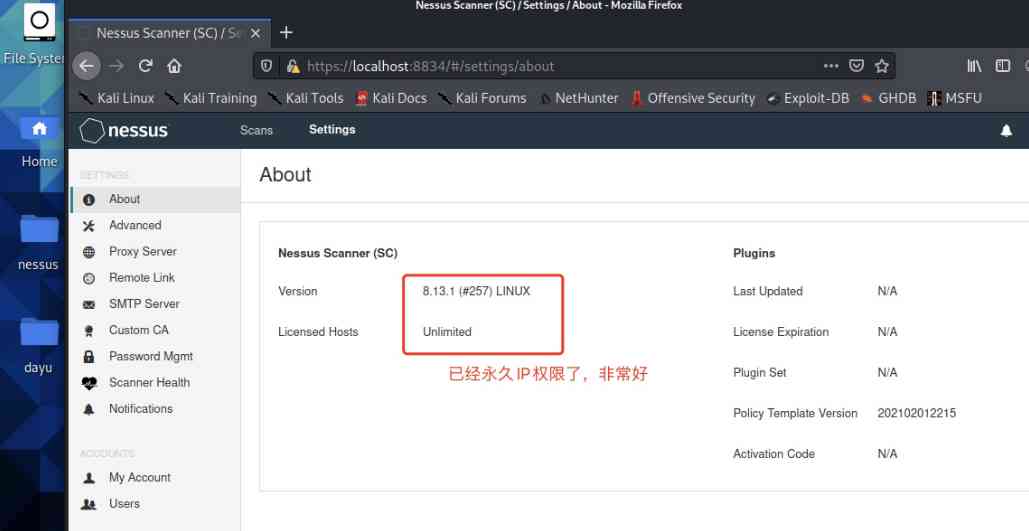 Nessus Scanner (SC) / Settings / About - Mozilla Firefox
File Syste
Nessus Scanner (SC) / Se
https://localhost:8834/#/settings/about
Kali Linux Kali Training Kali Tools Kali Docs Kali Forums NetHunter Offensive Security Exploit-DB GHDB MSFU
nessus Scans Settings
Home
nessus
dayu
SETTINGS
About
Advanced
Proxy Server
Remote Link
SMTP Server
Custom CA
Password Mgmt
Scanner Health
Notifications
ACCOUNTS
My Account
Users
About
Nessus Scanner (SC)
Version 8.13.1 (#257) LINUX
Licensed Hosts Unlimited
已经永久IP权限了，非常好
Plugins
Last Updated N/A
License Expiration N/A
Plugin Set N/A
Policy Template Version 202102012215
Activation Code N/A